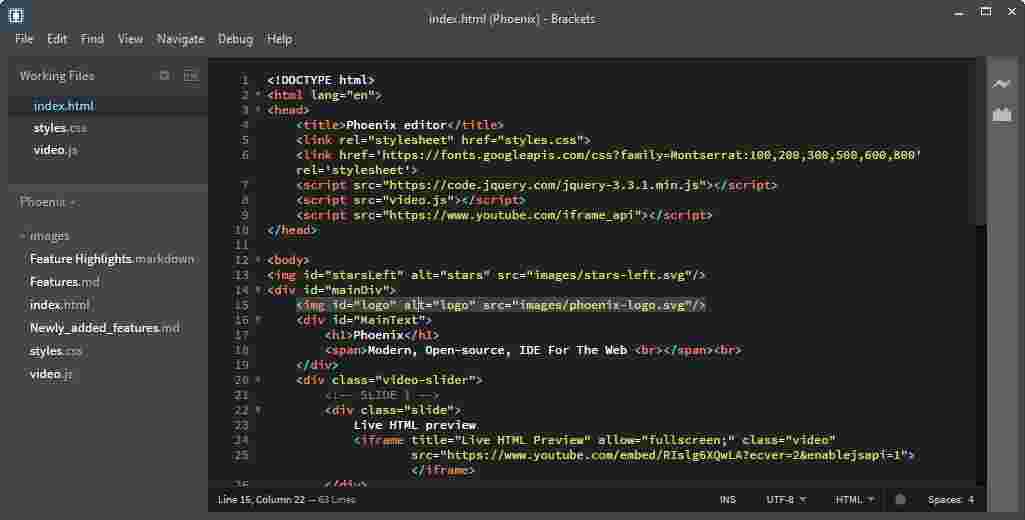 index.html (Phoenix) - Brackets
File Edit Find View Navigate Debug Help
Working Files
index.html
styles.css
video.js
Phoenix
images
Feature Highlights.markdown
Features.md
index.html
Newly_added_features.md
styles.css
video.js
1 <!DOCTYPE html>
2 <html lang="en">
3 <head>
4 <title>Phoenix editor</title>
5 <link rel="stylesheet" href="styles.css">
6 <link href='https://fonts.googleapis.com/css?family=Montserrat:100,200,300,500,600,800'
rel='stylesheet'>
7 <script src="https://code.jquery.com/jquery-3.3.1.min.js"></script>
8 <script src="video.js"></script>
9 <script src="https://www.youtube.com/iframe_api"></script>
10 </head>
11
12 <body>
13 <img id="starsLeft" alt="stars" src="images/stars-left.svg"/>
14 <div id="mainDiv">
15 <img id="logo" alt="logo" src="images/phoenix-logo.svg"/>
16 <div id="MainText">
17 <h1>Phoenix</h1>
18 <span>Modern, Open-source, IDE For The Web <br></span><br>
19 </div>
20 <div class="video-slider">
21 <!-- SLIDE 1 -->
22 <div class="slide">
23 Live HTML preview
24 <iframe title="Live HTML Preview" allow="fullscreen;" class="video"
25 src="https://www.youtube.com/embed/RIslg6XQwLA?ecver=2&enablejsapi=1">
</iframe>
26 </div>
Line 15, Column 22 — 63 Lines
INS UTF-8 HTML Spaces: 4